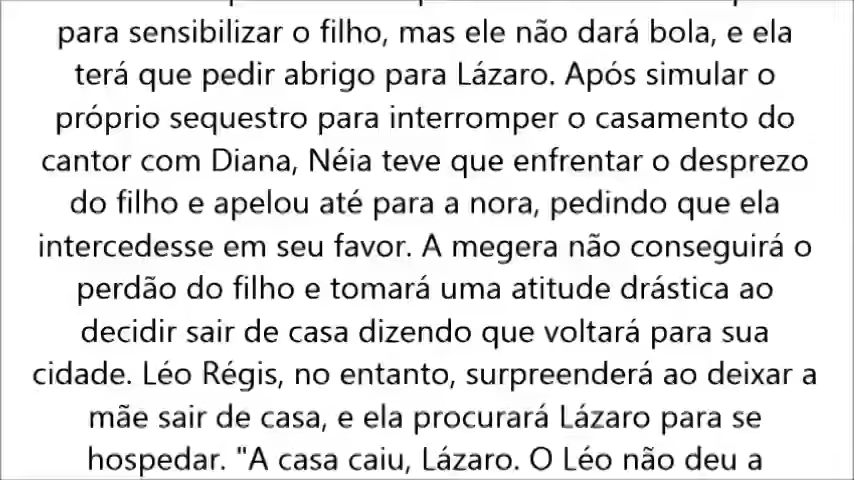 para sensibilizar o filho, mas ele não dará bola, e ela
terá que pedir abrigo para Lázaro. Após simular o
próprio sequestro para interromper o casamento do
cantor com Diana, Néia teve que enfrentar o desprezo
do filho e apelou até para a nora, pedindo que ela
intercedesse em seu favor. A megera não conseguirá o
perdão do filho e tomará uma atitude drástica ao
decidir sair de casa dizendo que voltará para sua
cidade. Léo Régis, no entanto, surpreenderá ao deixar a
mãe sair de casa, e ela procurará Lázaro para se
hospedar. "A casa caiu, Lázaro. O Léo não deu a